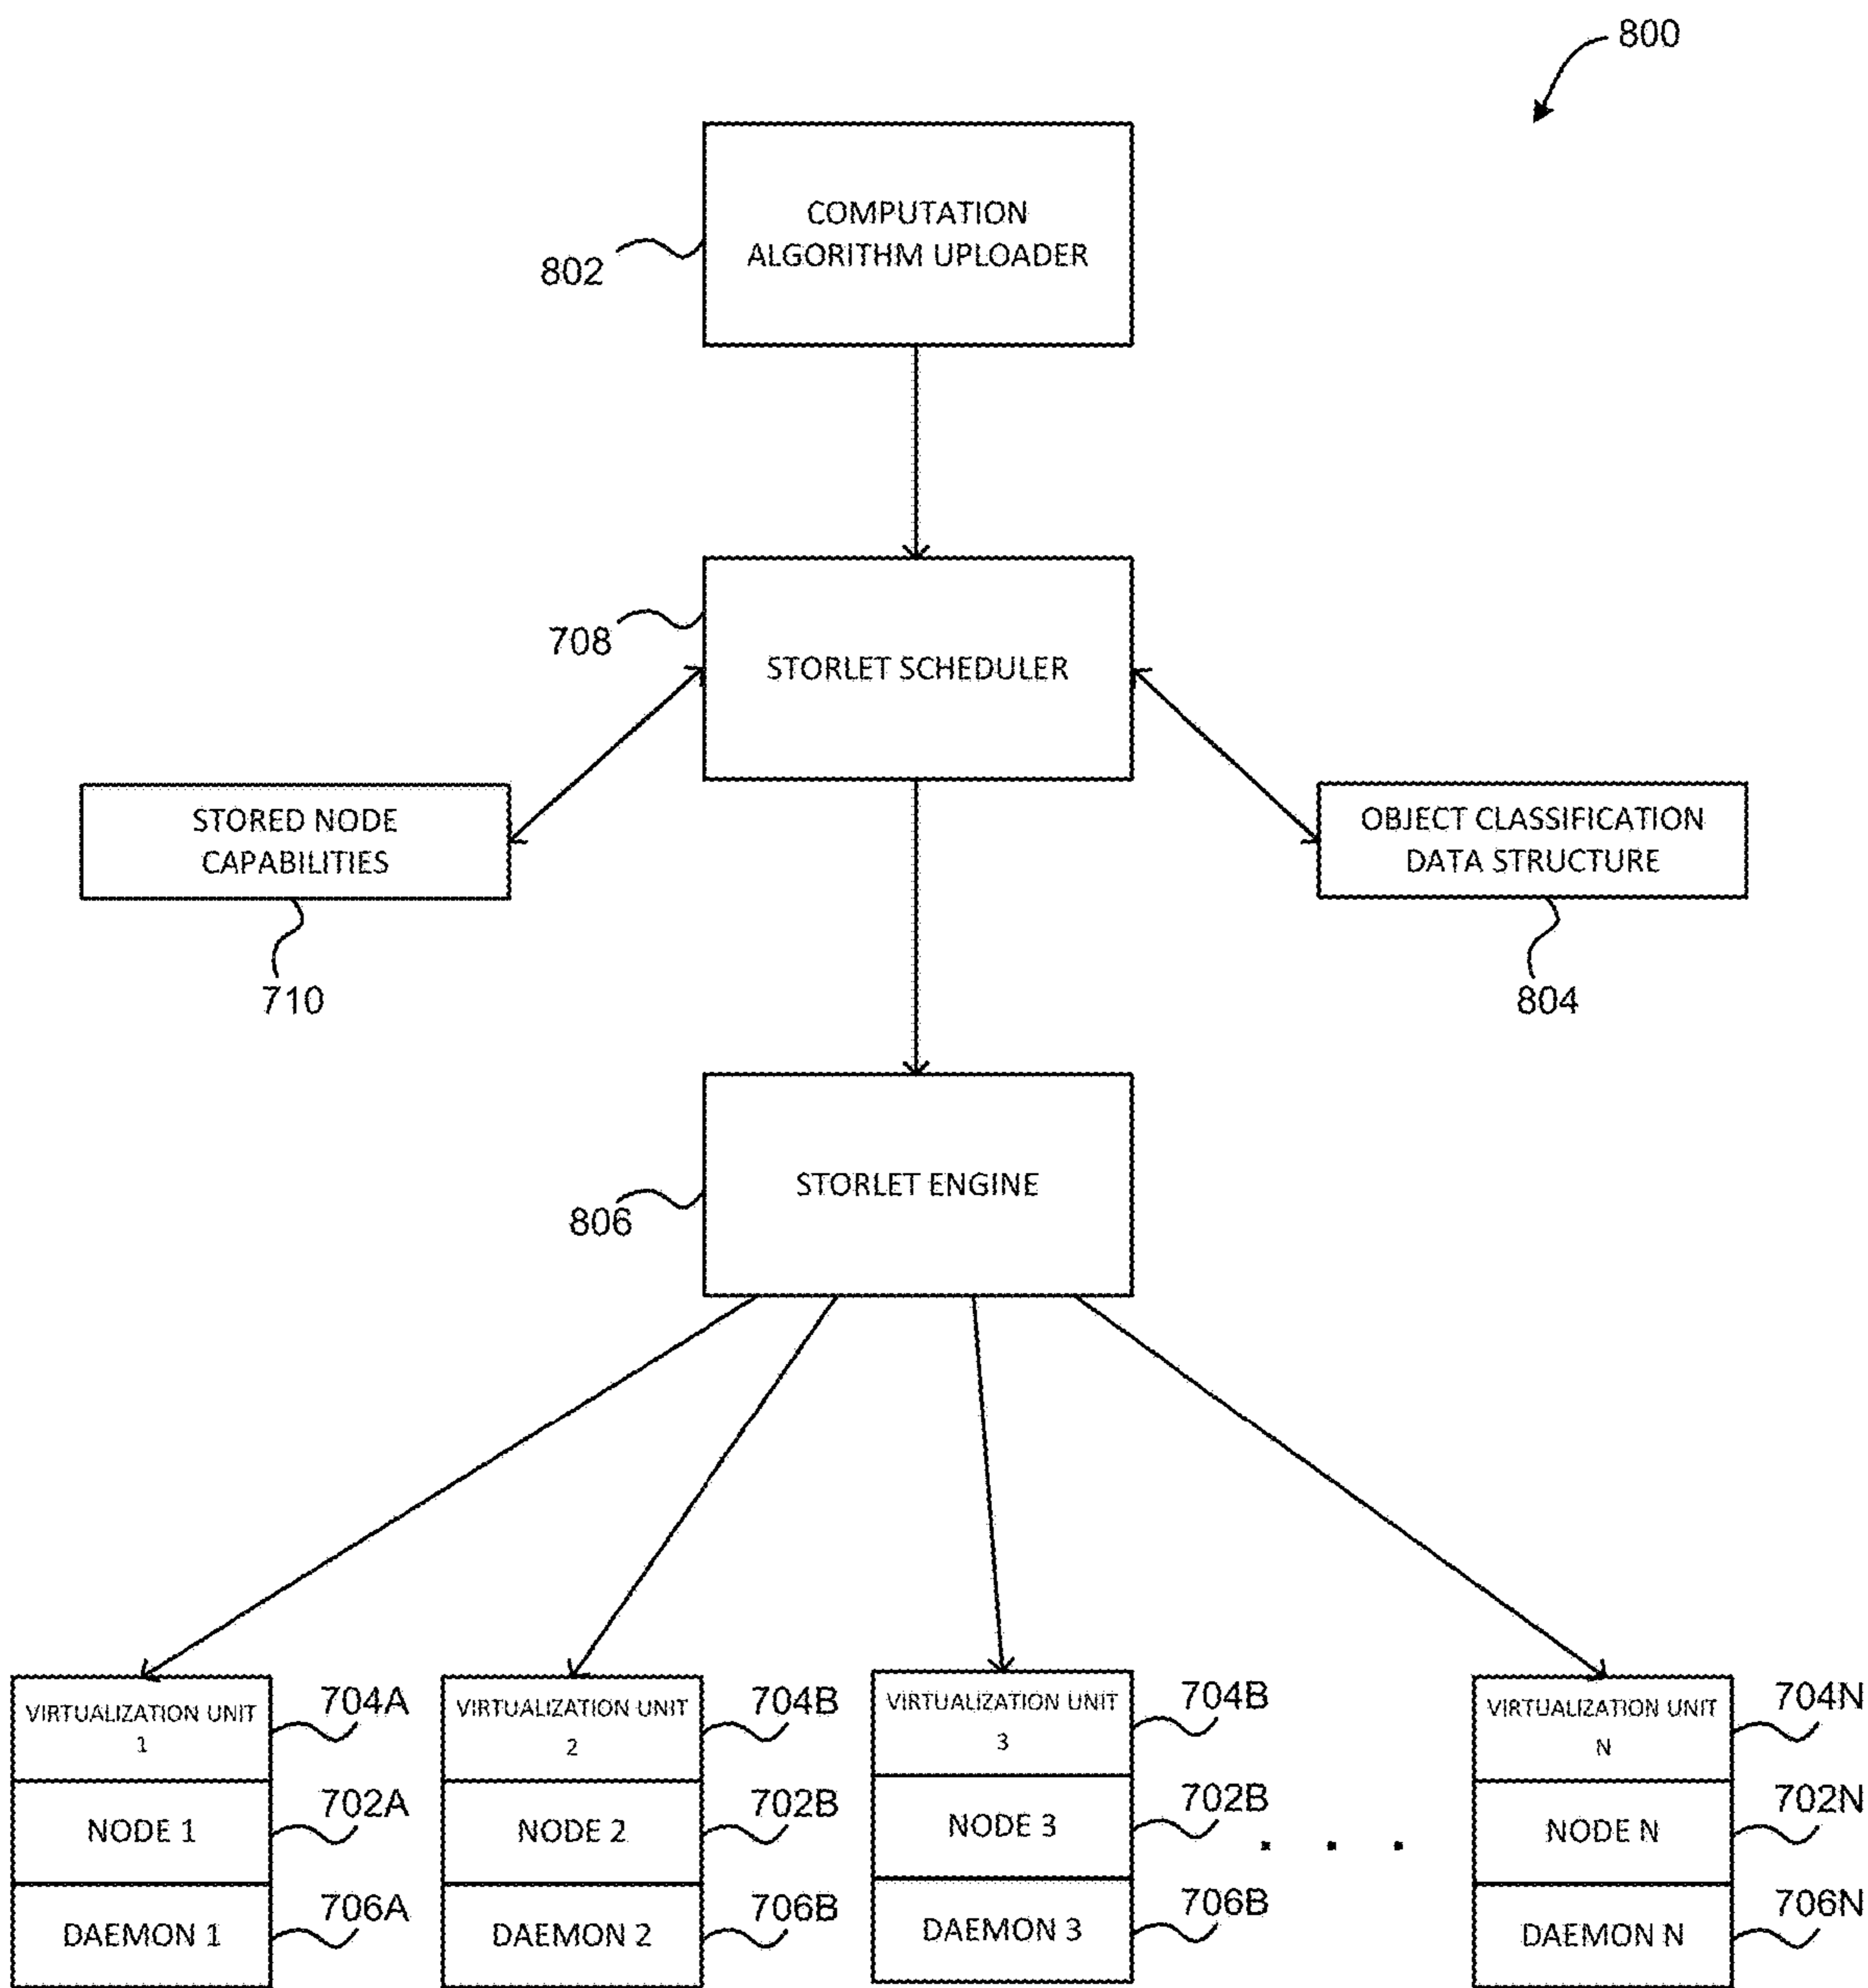 800
COMPUTATION
ALGORITHM UPLOADER
802
708
STORLET SCHEDULER
STORED NODE
CAPABILITIES
OBJECT CLASSIFICATION
DATA STRUCTURE
710
804
STORLET ENGINE
806
VIRTUALIZATION UNIT
1
704A
VIRTUALIZATION UNIT
2
704B
VIRTUALIZATION UNIT
3
704B
VIRTUALIZATION UNIT
N
704N
NODE 1
702A
NODE 2
702B
NODE 3
702B
. . .
NODE N
702N
DAEMON 1
706A
DAEMON 2
706B
DAEMON 3
706B
DAEMON N
706N